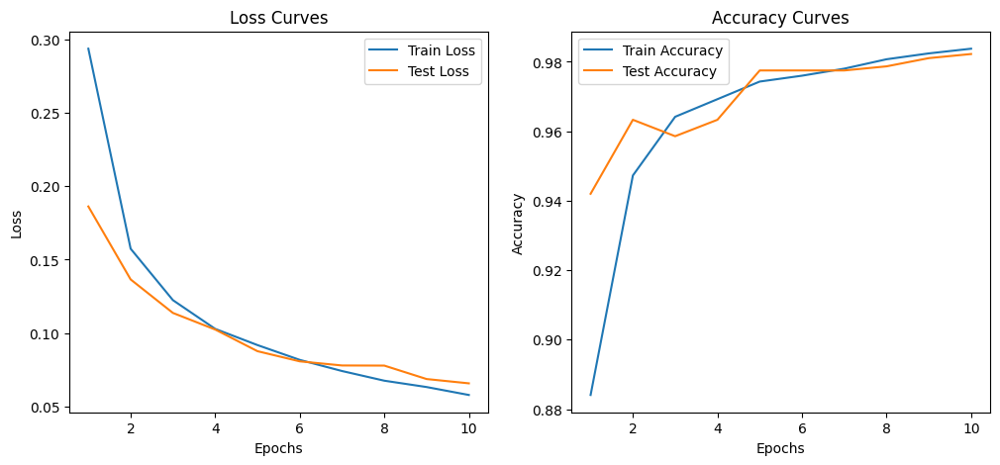 Loss Curves
0.30
0.25
0.20
0.15
0.10
0.05
Loss
2
4
6
8
10
Epochs
Train Loss
Test Loss
Accuracy Curves
0.98
0.96
0.94
0.92
0.90
0.88
Accuracy
2
4
6
8
10
Epochs
Train Accuracy
Test Accuracy